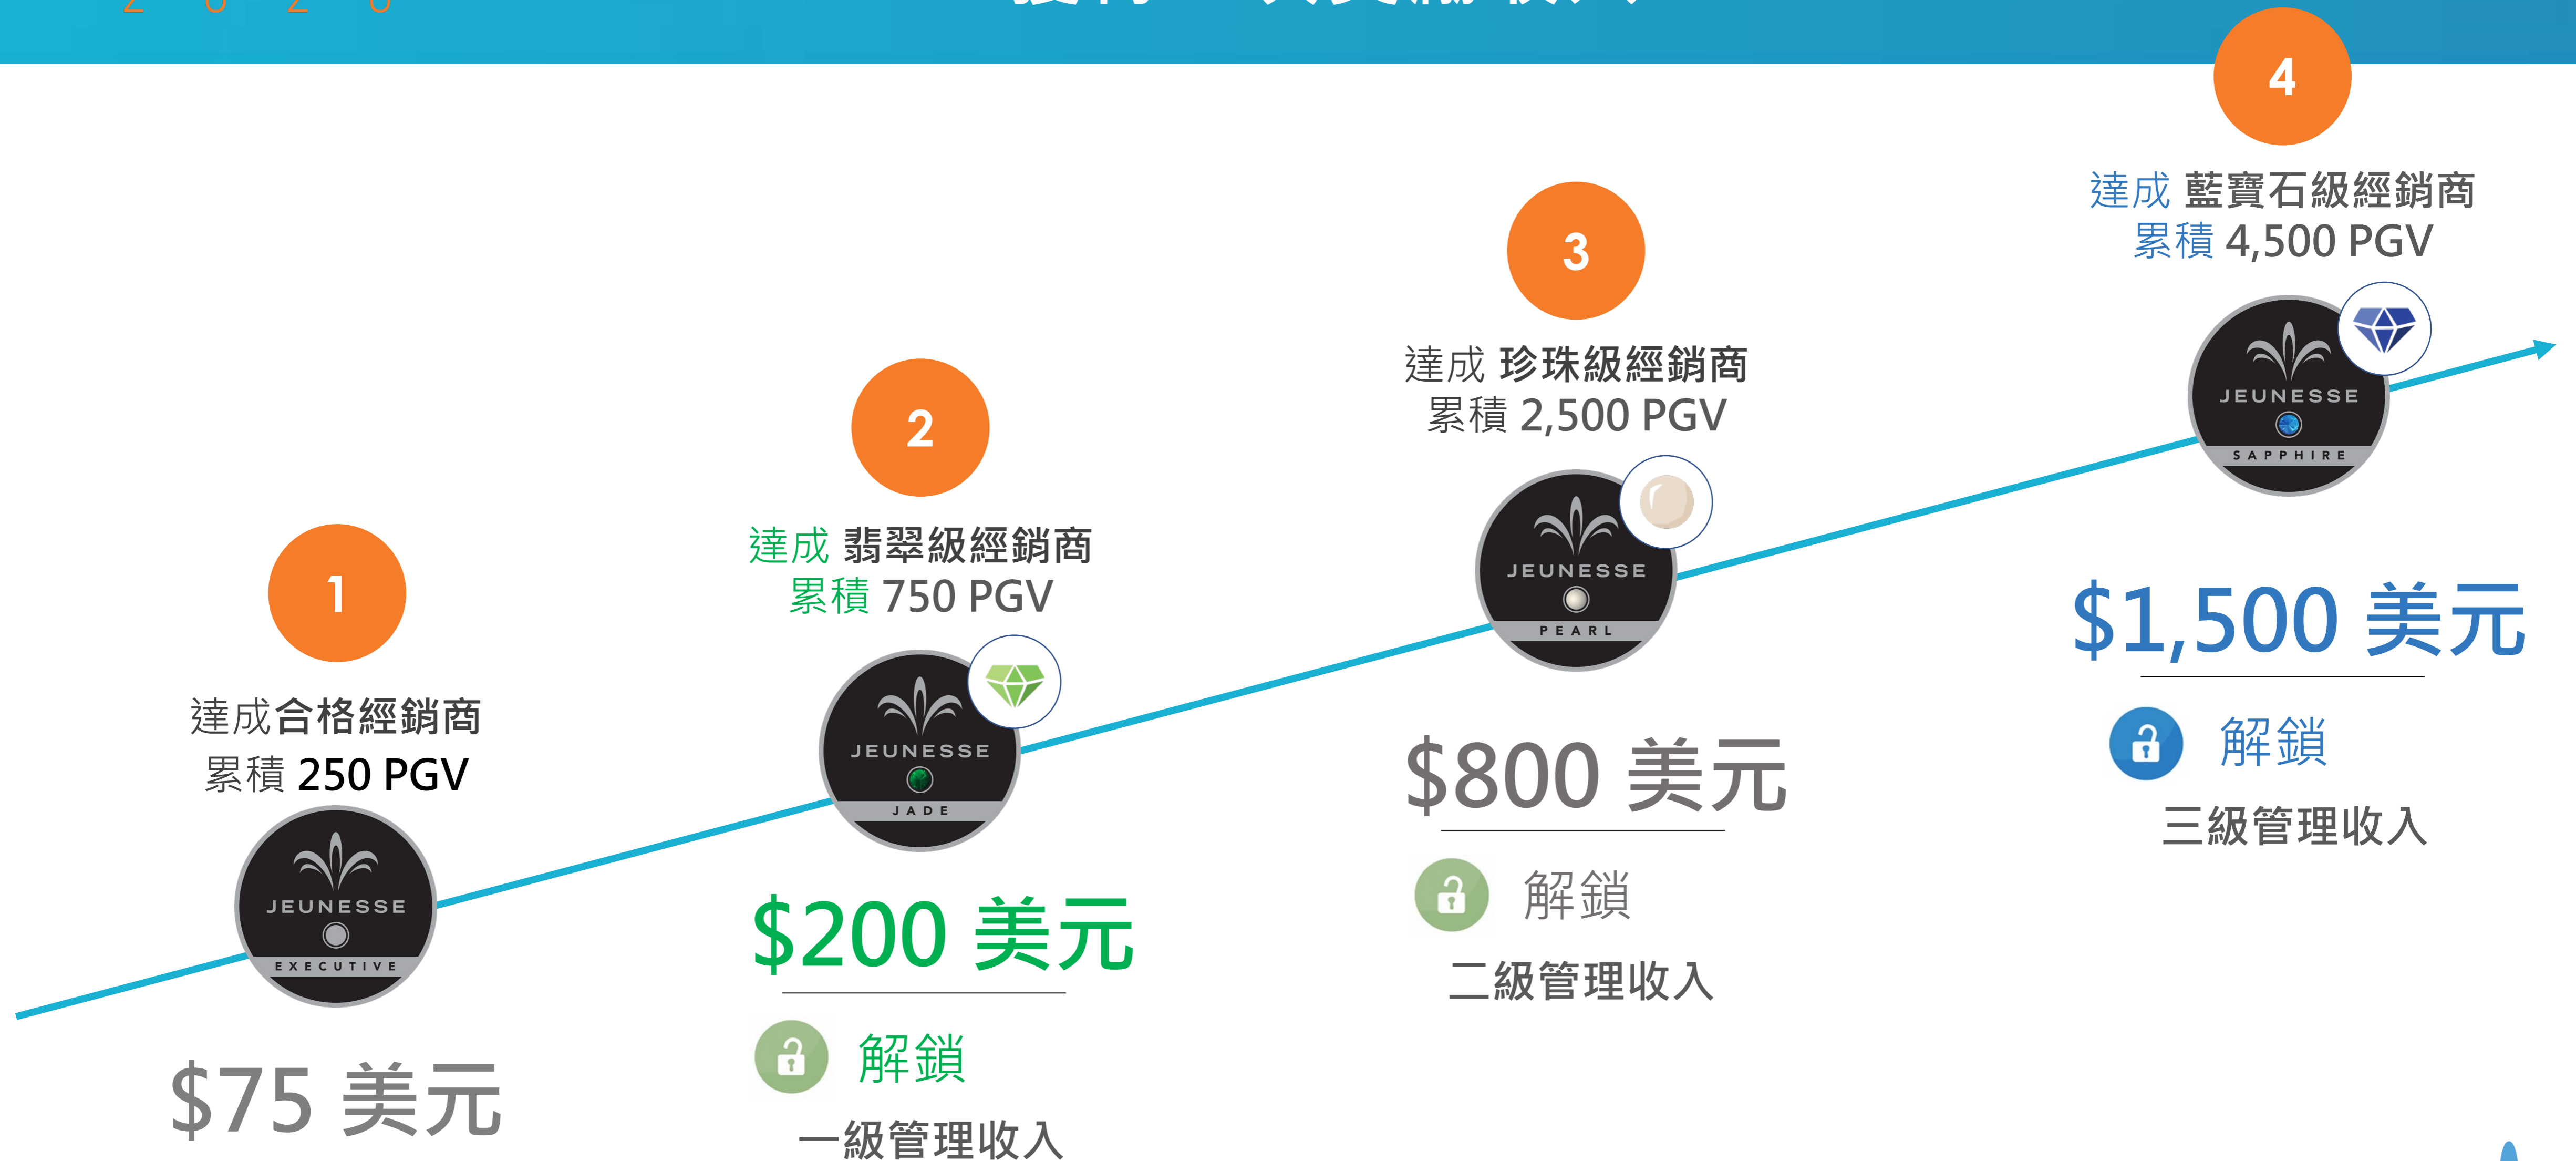 1
達成合格經銷商
累積 250 PGV
JEUNESSE
EXECUTIVE
$75 美元
2
達成 翡翠級經銷商
累積 750 PGV
JEUNESSE
JADE
$200 美元
解鎖
一級管理收入
3
達成 珍珠級經銷商
累積 2,500 PGV
JEUNESSE
PEARL
$800 美元
解鎖
二級管理收入
4
達成 藍寶石級經銷商
累積 4,500 PGV
JEUNESSE
SAPPHIRE
$1,500 美元
解鎖
三級管理收入